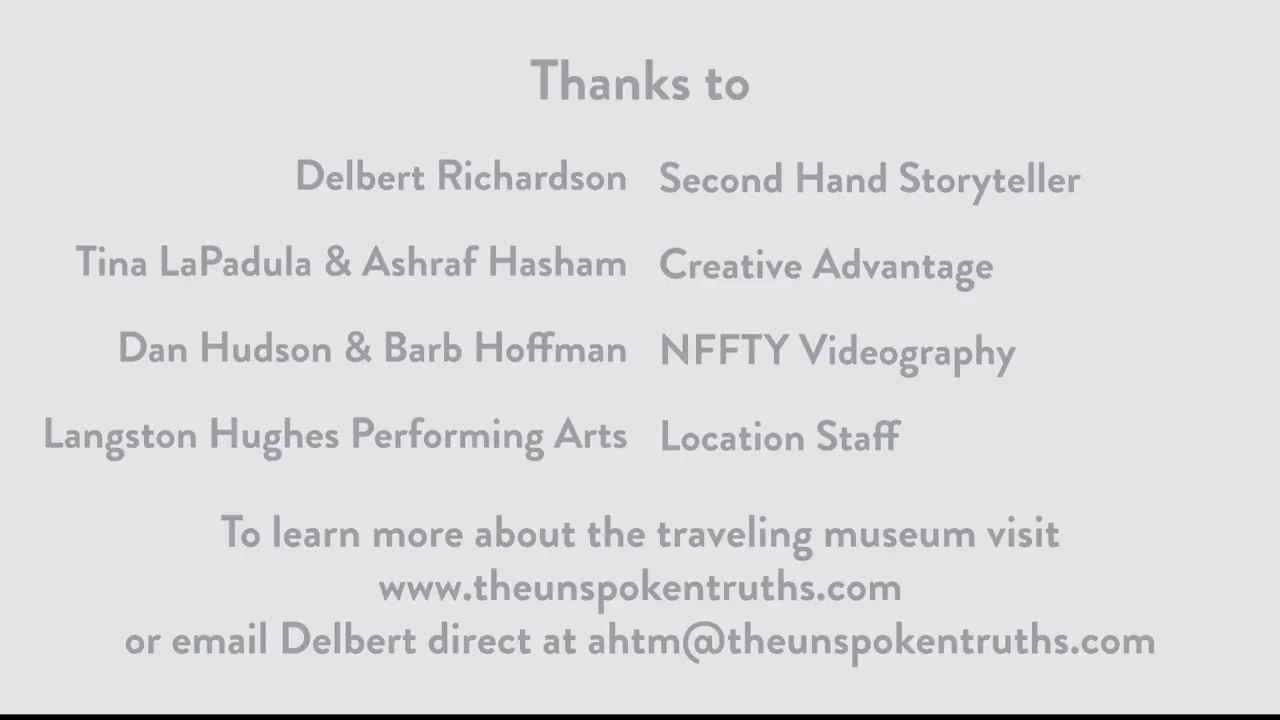 Thanks to
Delbert Richardson Second Hand Storyteller
Tina LaPadula & Ashraf Hasham Creative Advantage
Dan Hudson & Barb Hoffman NFFTY Videography
Langston Hughes Performing Arts Location Staff
To learn more about the traveling museum visit
www.theunspokentruths.com
or email Delbert direct at ahtm@theunspokentruths.com